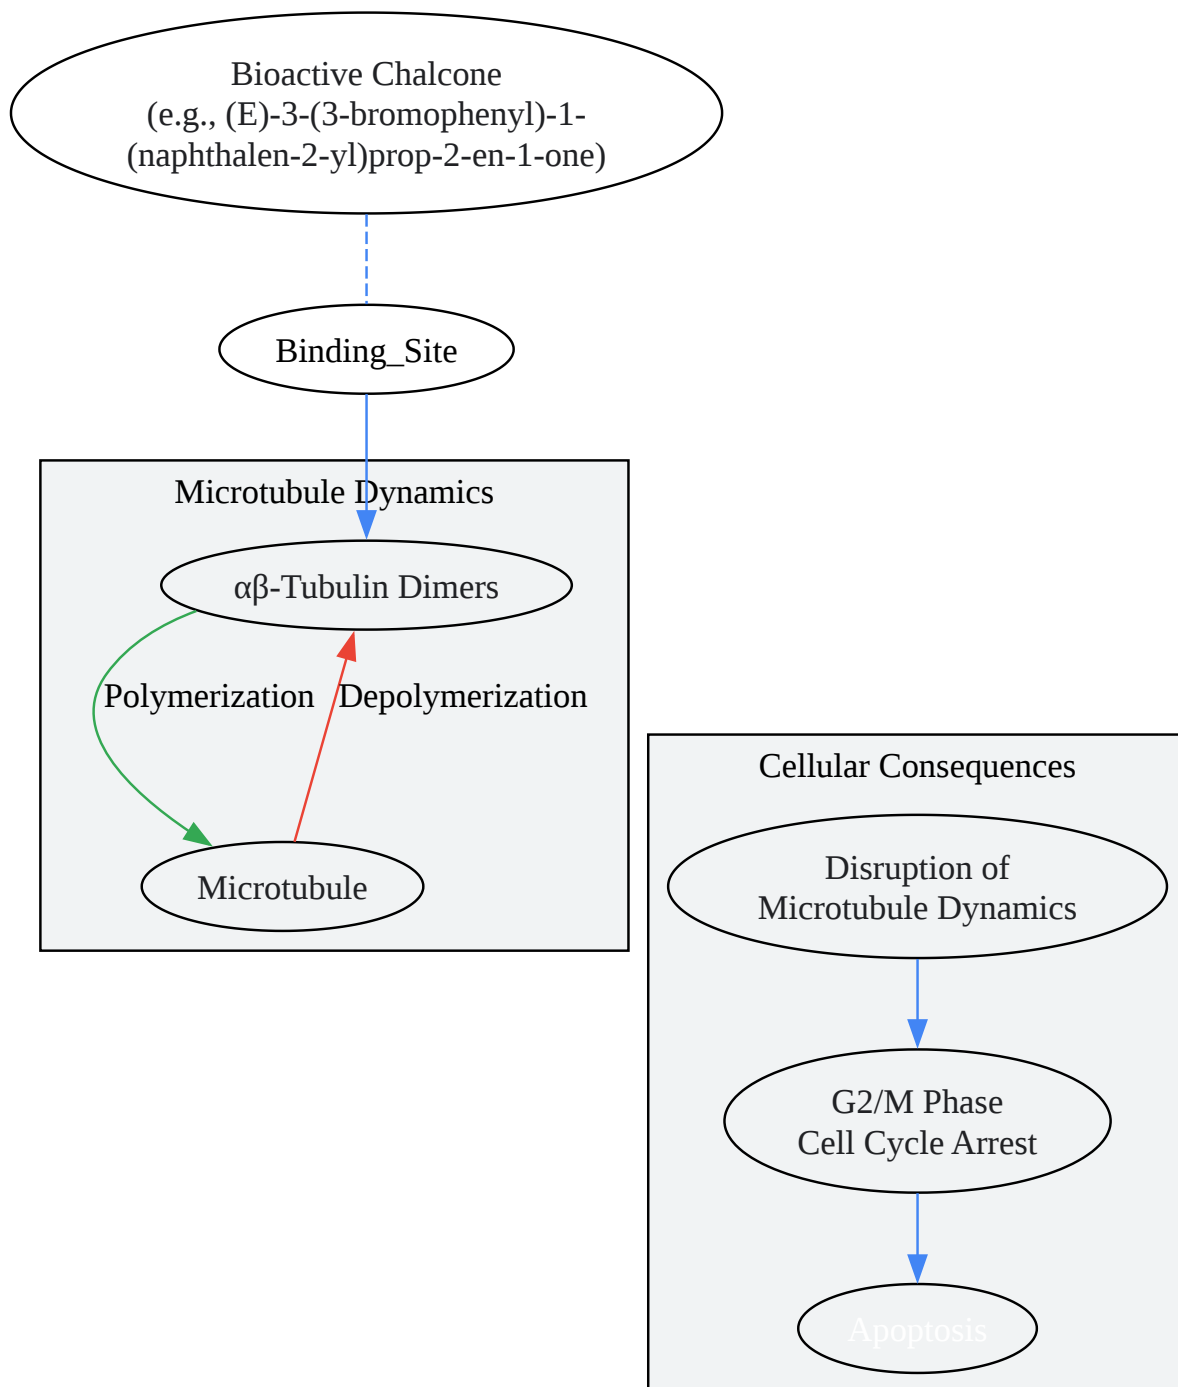 Bioactive Chalcone
(e.g., (E)-3-(3-bromophenyl)-1-
(naphthalen-2-yl)prop-2-en-1-one)
Binding_Site
Microtubule Dynamics
αβ-Tubulin Dimers
Polymerization
Depolymerization
Microtubule
Cellular Consequences
Disruption of
Microtubule Dynamics
G2/M Phase
Cell Cycle Arrest
Apoptosis